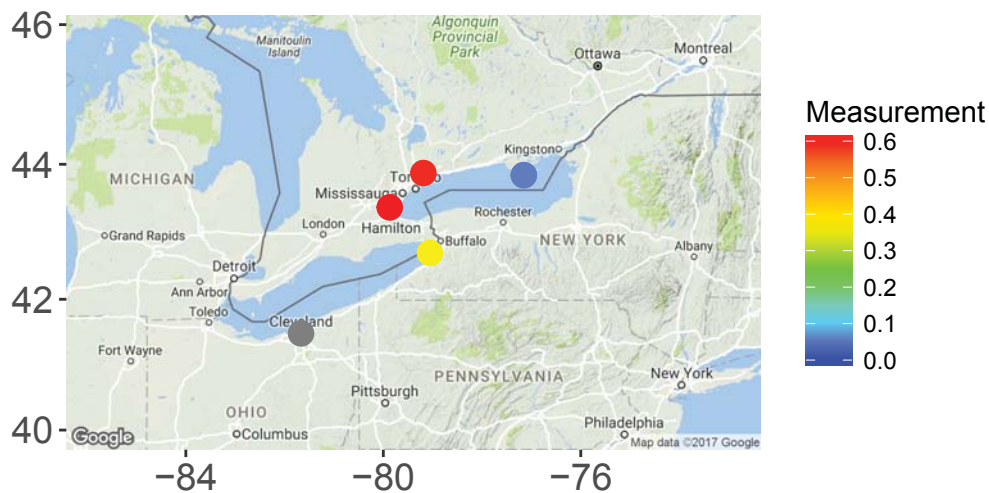 46
44
42
40
−84
−80
−76
Manitoulin
Island
Algonquin
Provincial
Park
Ottawa
Montreal
Kingston
MICHIGAN
Mississauga
Hamilton
London
Grand Rapids
Rochester
Buffalo
NEW YORK
Albany
Detroit
Ann Arbor
Toledo
Cleveland
Fort Wayne
New York
PENNSYLVANIA
Pittsburgh
OHIO
Columbus
Philadelphia
Google
Map data ©2017 Google
Measurement
0.6
0.5
0.4
0.3
0.2
0.1
0.0